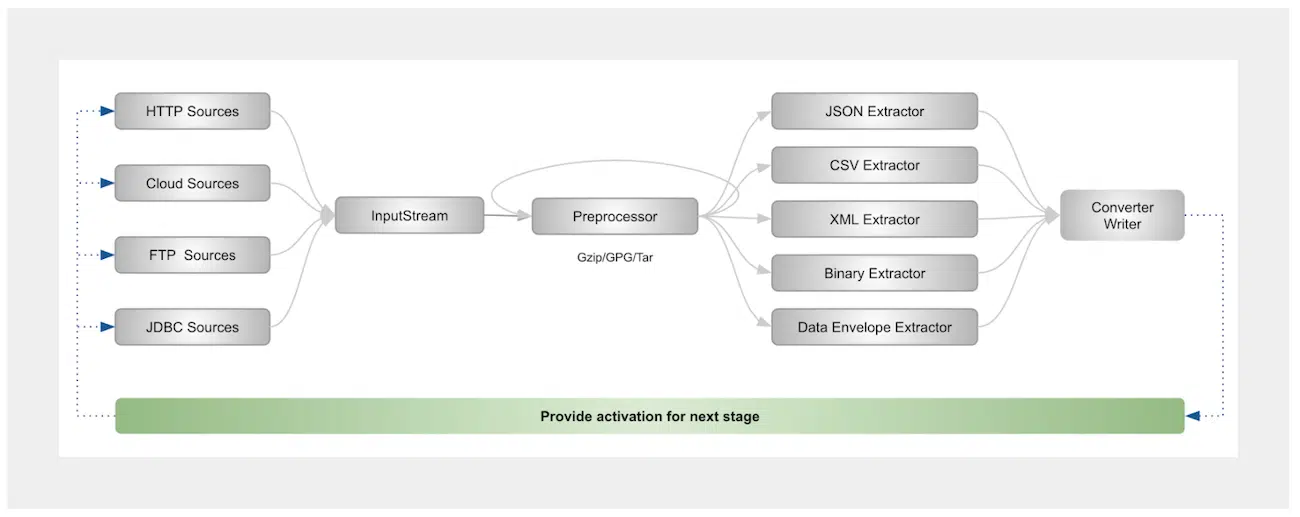 HTTP Sources
Cloud Sources
FTP  Sources
JDBC Sources
InputStream
Preprocessor
Gzip/GPG/Tar
JSON Extractor
CSV Extractor
XML Extractor
Binary Extractor
Data Envelope Extractor
Converter
Writer
Provide activation for next stage